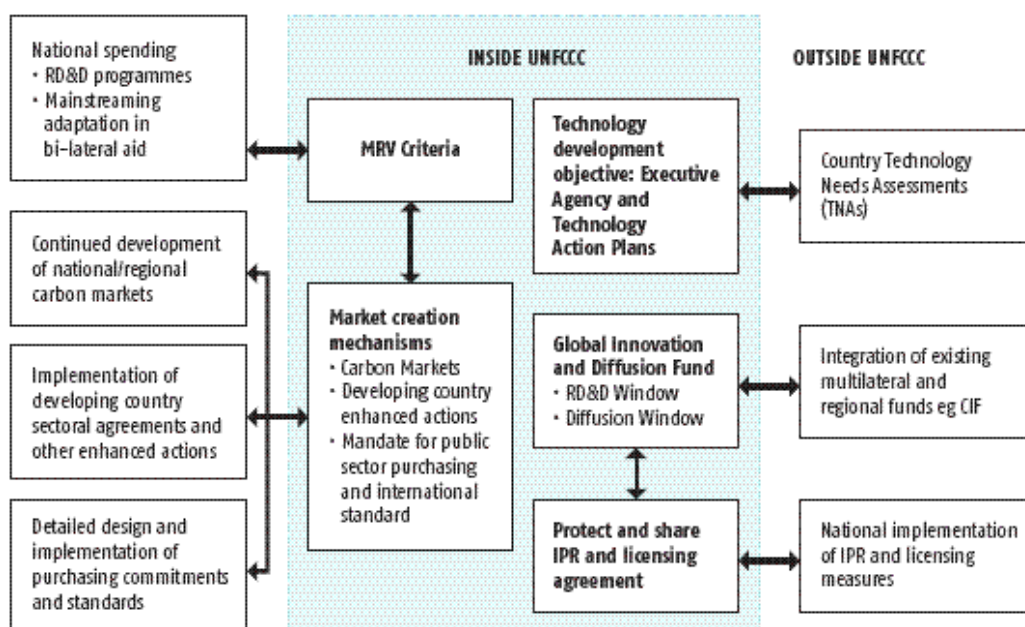 National spending
• RD&D programmes
• Mainstreaming
adaptation in
bi-lateral aid
Continued development
of national/regional
carbon markets
Implementation of
developing country
sectoral agreements and
other enhanced actions
Detailed design and
implementation of
purchasing commitments
and standards
INSIDE UNFCCC
MRV Criteria
Market creation
mechanisms
• Carbon Markets
• Developing country
enhanced actions
• Mandate for public
sector purchasing
and international
standard
Technology
development
objective: Executive
Agency and
Technology
Action Plans
Global Innovation
and Diffusion Fund
• RD&D Window
• Diffusion Window
Protect and share
IPR and licensing
agreement
OUTSIDE UNFCCC
Country Technology
Needs Assessments
(TNAs)
Integration of existing
multilateral and
regional funds eg CIF
National implementation
of IPR and licensing
measures